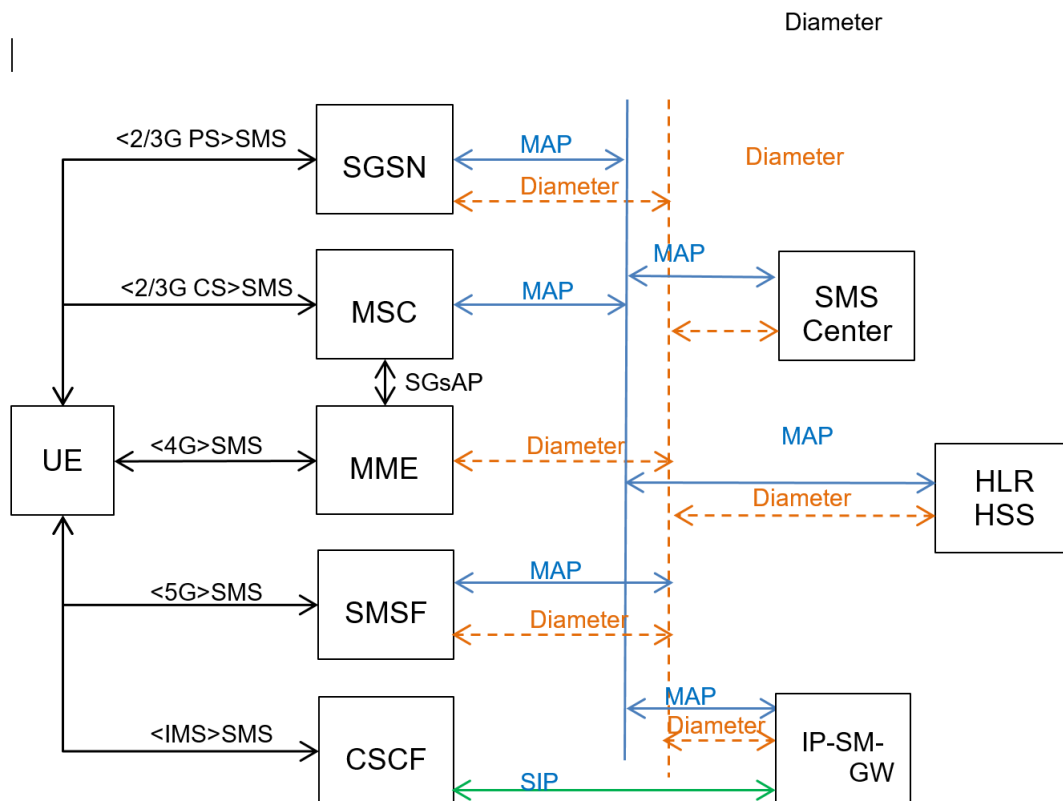 Diameter
<2/3G PS>SMS
SGSN
MAP
Diameter
Diameter
<2/3G CS>SMS
MSC
MAP
MAP
SMS
Center
SGsAP
UE
<4G>SMS
MME
Diameter
MAP
Diameter
HLR
HSS
<5G>SMS
SMSF
MAP
Diameter
<IMS>SMS
CSCF
MAP
Diameter
SIP
IP-SM-
GW